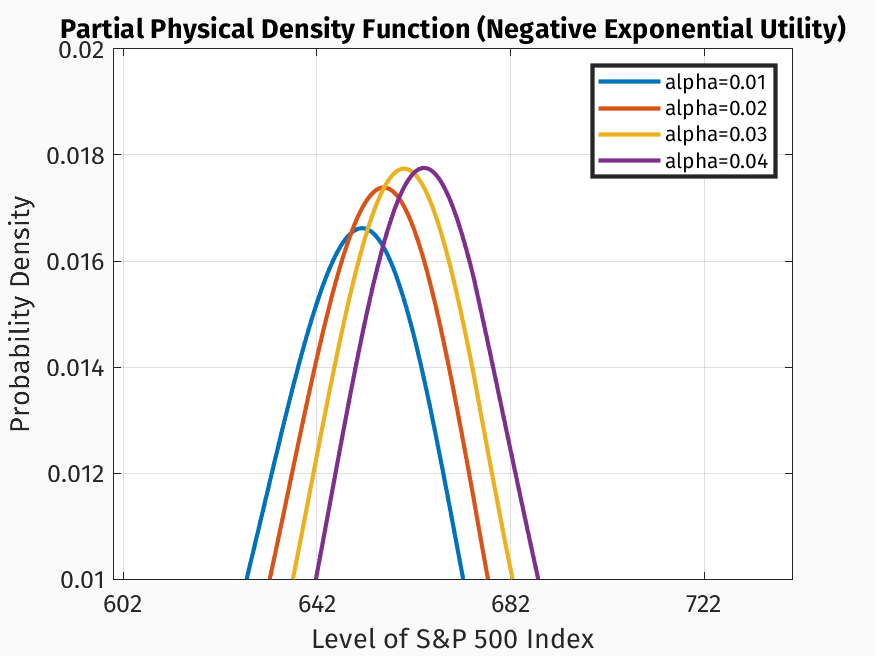 Partial Physical Density Function (Negative Exponential Utility)
0.02
0.018
0.016
0.014
0.012
0.01
Probability Density
alpha=0.01
alpha=0.02
alpha=0.03
alpha=0.04
602
642
682
722
Level of S&P 500 Index